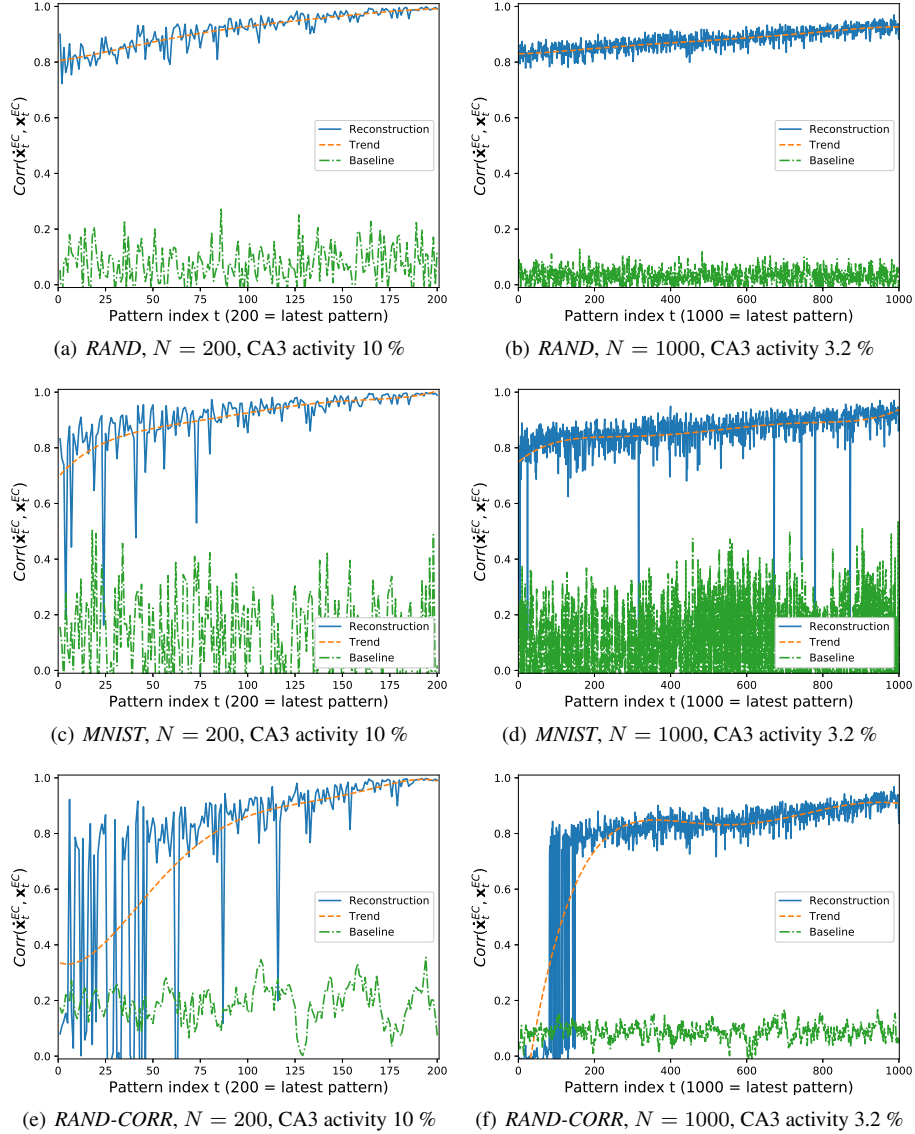 1.0
0.8
0.6
0.4
0.2
0.0
Corr(ẋ_t^EC, x_t^EC)
Reconstruction
Trend
Baseline
1 25 50 75 100 125 150 175 200
Pattern index t (200 = latest pattern)
(a) RAND, N = 200, CA3 activity 10 %
1.0
0.8
0.6
0.4
0.2
0.0
Corr(ẋ_t^EC, x_t^EC)
Reconstruction
Trend
Baseline
1 200 400 600 800 1000
Pattern index t (1000 = latest pattern)
(b) RAND, N = 1000, CA3 activity 3.2 %
1.0
0.8
0.6
0.4
0.2
0.0
Corr(ẋ_t^EC, x_t^EC)
Reconstruction
Trend
Baseline
1 25 50 75 100 125 150 175 200
Pattern index t (200 = latest pattern)
(c) MNIST, N = 200, CA3 activity 10 %
1.0
0.8
0.6
0.4
0.2
0.0
Corr(ẋ_t^EC, x_t^EC)
Reconstruction
Trend
Baseline
1 200 400 600 800 1000
Pattern index t (1000 = latest pattern)
(d) MNIST, N = 1000, CA3 activity 3.2 %
1.0
0.8
0.6
0.4
0.2
0.0
Corr(ẋ_t^EC, x_t^EC)
Reconstruction
Trend
Baseline
1 25 50 75 100 125 150 175 200
Pattern index t (200 = latest pattern)
(e) RAND-CORR, N = 200, CA3 activity 10 %
1.0
0.8
0.6
0.4
0.2
0.0
Corr(ẋ_t^EC, x_t^EC)
Reconstruction
Trend
Baseline
1 200 400 600 800 1000
Pattern index t (1000 = latest pattern)
(f) RAND-CORR, N = 1000, CA3 activity 3.2 %